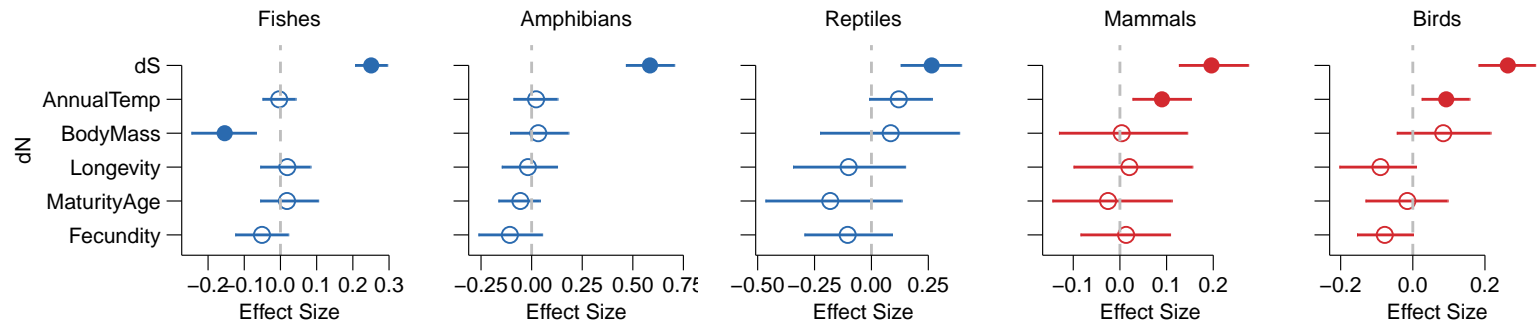 Fishes Amphibians Reptiles Mammals Birds
dN
dS
AnnualTemp
BodyMass
Longevity
MaturityAge
Fecundity
−0.2 −0.1 0.0 0.1 0.2 0.3 −0.25 0.00 0.25 0.50 0.75 −0.50 −0.25 0.00 0.25 −0.1 0.0 0.1 0.2 −0.2 0.0 0.2
Effect Size Effect Size Effect Size Effect Size Effect Size